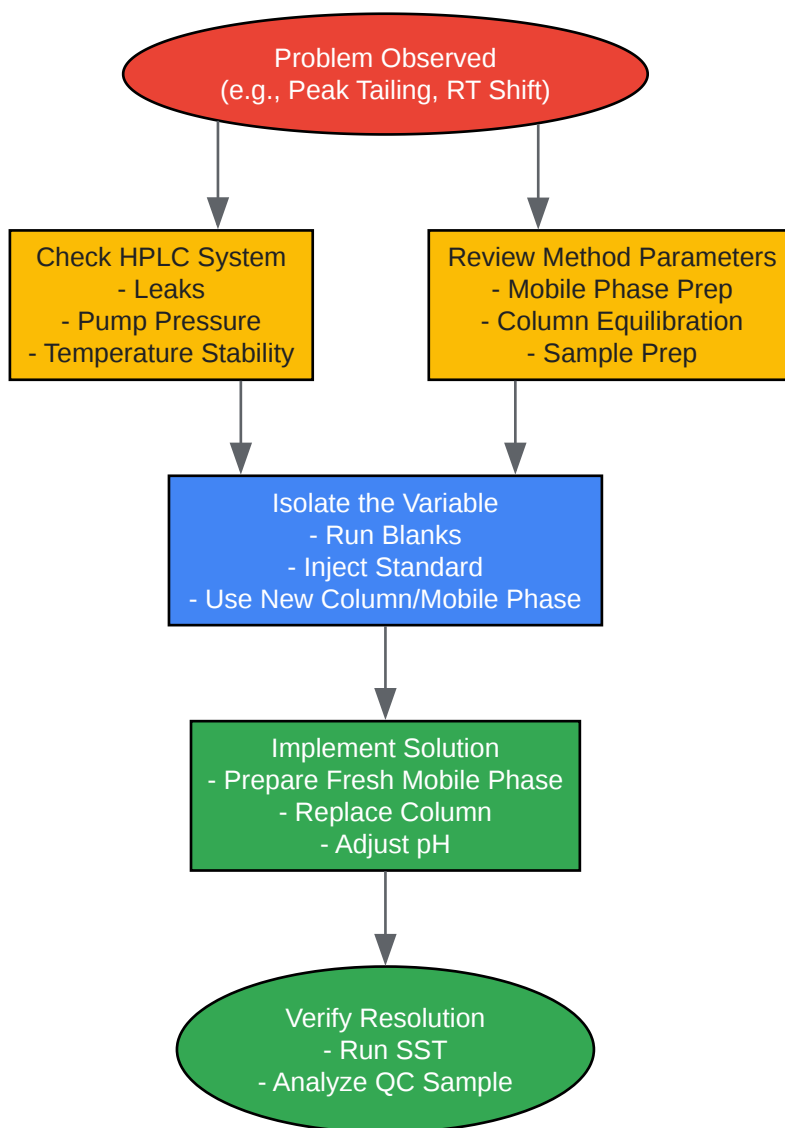 Problem Observed
(e.g., Peak Tailing, RT Shift)
Check HPLC System
- Leaks
- Pump Pressure
- Temperature Stability
Review Method Parameters
- Mobile Phase Prep
- Column Equilibration
- Sample Prep
Isolate the Variable
- Run Blanks
- Inject Standard
- Use New Column/Mobile Phase
Implement Solution
- Prepare Fresh Mobile Phase
- Replace Column
- Adjust pH
Verify Resolution
- Run SST
- Analyze QC Sample